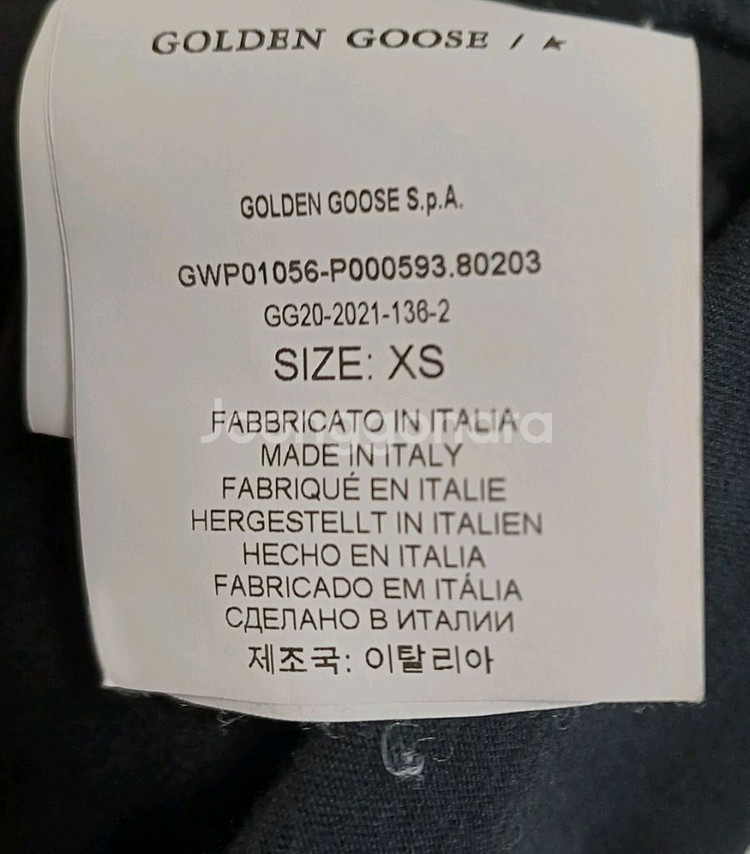 GOLDEN GOOSE /
GOLDEN GOOSE S.p.A.
GWP01056-P000593.80203
GG20-2021-136-2
SIZE: XS
FABBRICATO IN ITALIA
Joonggonara
MADE IN ITALY
FABRIQUÉ EN ITALIE
HERGESTELLT IN ITALIEN
HECHO EN ITALIA
FABRICADO EM ITÁLIA
СДЕЛАНО В ИТАЛИИ
제조국: 이탈리아